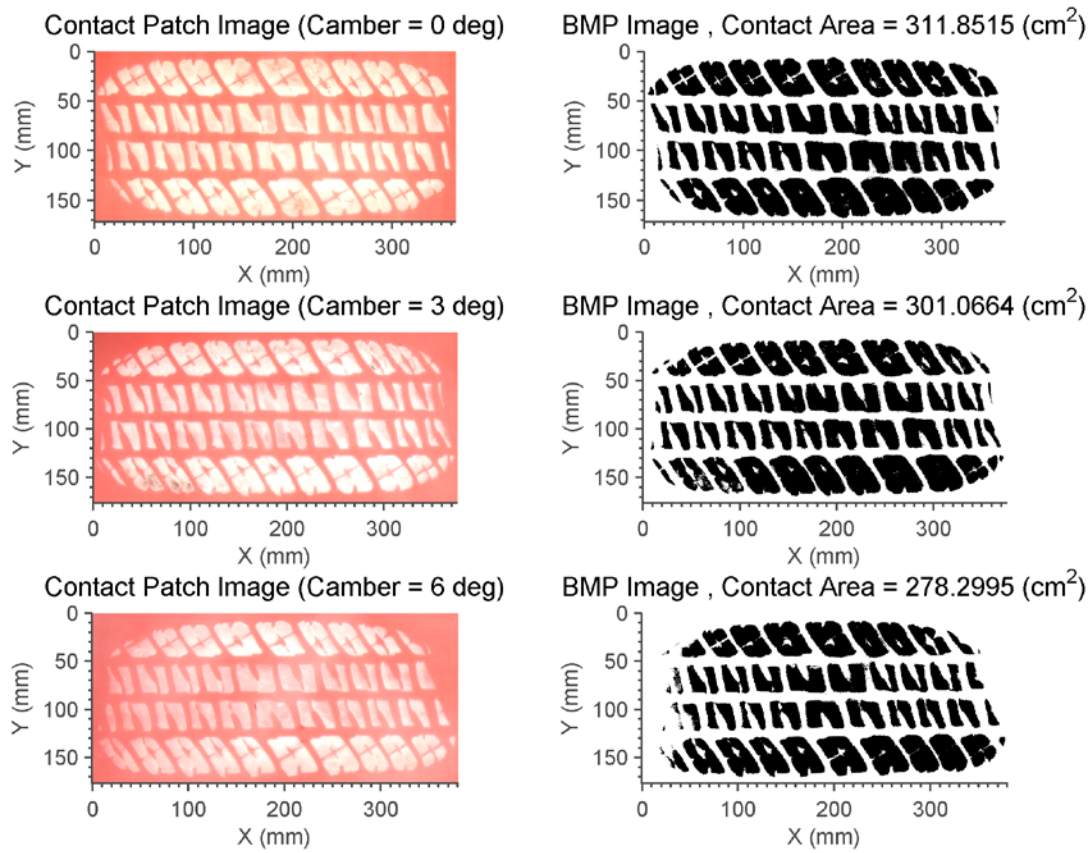 Contact Patch Image (Camber = 0 deg)
BMP Image , Contact Area = 311.8515 (cm²)
0
50
100
150
Y (mm)
0 100 200 300
X (mm)
0
50
100
150
Y (mm)
0 100 200 300
X (mm)
Contact Patch Image (Camber = 3 deg)
BMP Image , Contact Area = 301.0664 (cm²)
0
50
100
150
Y (mm)
0 100 200 300
X (mm)
0
50
100
150
Y (mm)
0 100 200 300
X (mm)
Contact Patch Image (Camber = 6 deg)
BMP Image , Contact Area = 278.2995 (cm²)
0
50
100
150
Y (mm)
0 100 200 300
X (mm)
0
50
100
150
Y (mm)
0 100 200 300
X (mm)